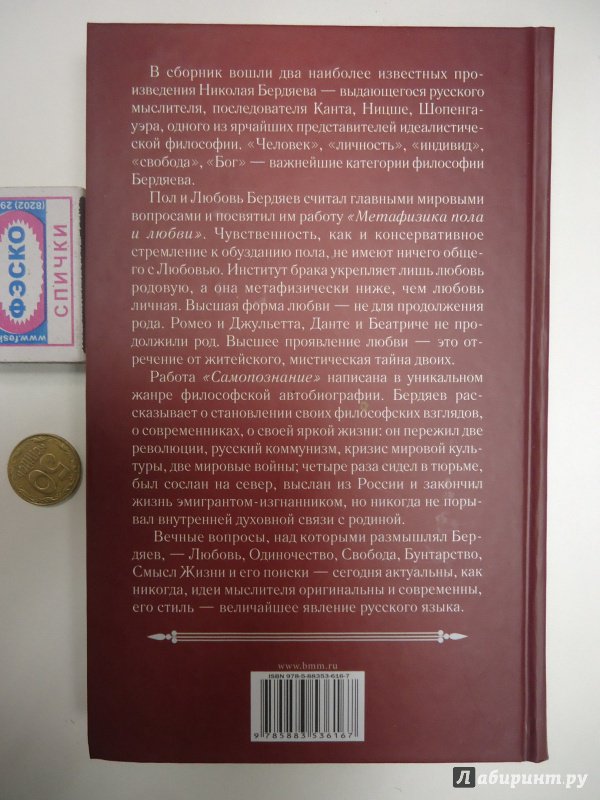 В сборник вошли два наиболее известных про-
изведения Николая Бердяева — выдающегося русского
мыслителя, последователя Канта, Ницше, Шопенга-
уэра, одного из ярчайших представителей идеалистиче-
ской философии. «Человек», «личность», «индивид»,
«свобода», «Бог» — важнейшие категории философии
Бердяева.
Пол и Любовь Бердяев считал главными мировыми
вопросами и посвятил им работу «Метафизика пола
и любви». Чувственность, как и консервативное
стремление к обузданию пола, не имеют ничего обще-
го с Любовью. Институт брака укрепляет лишь любовь
родовую, а она метафизически ниже, чем любовь
личная. Высшая форма любви — не для продолжения
рода. Ромео и Джульетта, Данте и Беатриче не про-
должили род. Высшее проявление любви — это от-
речение от житейского, мистическая тайна двоих.
Работа «Самопознание» написана в уникальном
жанре философской автобиографии. Бердяев рас-
сказывает о становлении своих философских взглядов,
о современниках, о своей яркой жизни: он пережил две
революции, русский коммунизм, кризис мировой куль-
туры, две мировые войны; четыре раза сидел в тюрьме,
был сослан на север, выслан из России и закончил
жизнь эмигрантом-изгнанником, но никогда не поры-
вал внутренней духовной связи с родиной.
Вечные вопросы, над которыми размышлял Бер-
дяев, — Любовь, Одиночество, Свобода, Бунтарство,
Смысл Жизни и его поиски — сегодня актуальны, как
никогда, идеи мыслителя оригинальны и современны,
его стиль — величайшее явление русского языка.
www.bmm.ru
ISBN 978-5-88353-616-7
9 785883 536167
(8202) 29
ФЭСКО
СПИЧКИ
www.fesk
50
Лабиринт.ру